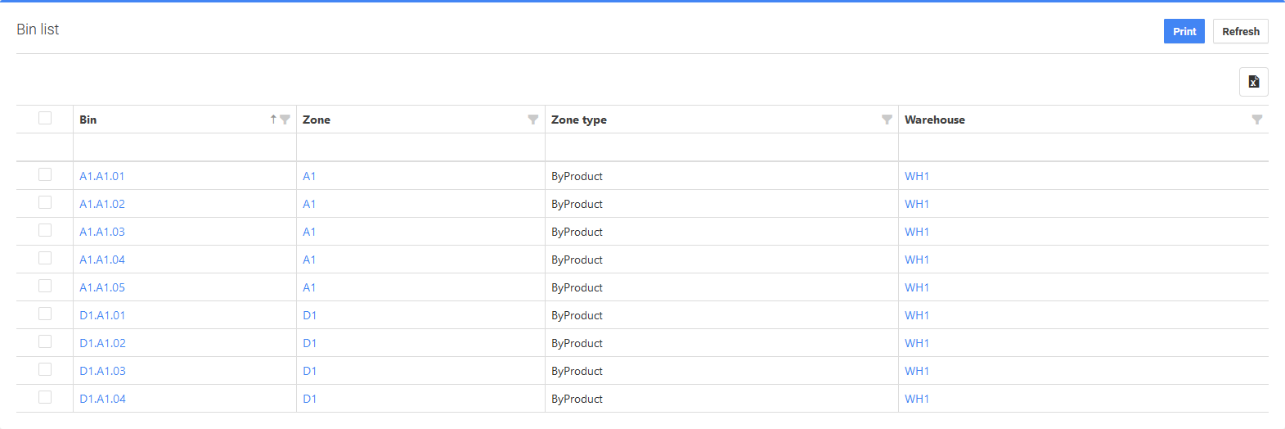 Bin list
Print Refresh
Bin ↑ Zone Zone type Warehouse
A1.A1.01 A1 ByProduct WH1
A1.A1.02 A1 ByProduct WH1
A1.A1.03 A1 ByProduct WH1
A1.A1.04 A1 ByProduct WH1
A1.A1.05 A1 ByProduct WH1
D1.A1.01 D1 ByProduct WH1
D1.A1.02 D1 ByProduct WH1
D1.A1.03 D1 ByProduct WH1
D1.A1.04 D1 ByProduct WH1